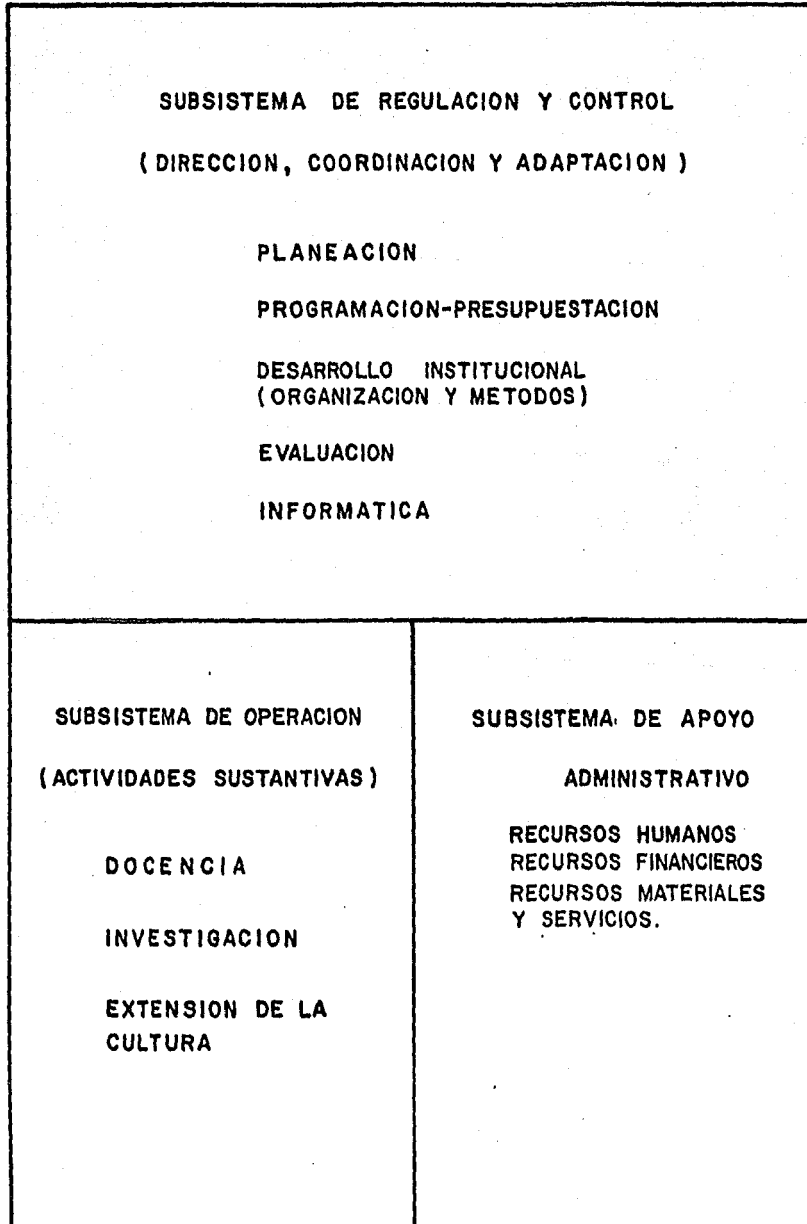 SUBSISTEMA DE REGULACION Y CONTROL
(DIRECCION, COORDINACION Y ADAPTACION)
PLANEACION
PROGRAMACION-PRESUPUESTACION
DESARROLLO INSTITUCIONAL
(ORGANIZACION Y METODOS)
EVALUACION
INFORMATICA
SUBSISTEMA DE OPERACION
(ACTIVIDADES SUSTANTIVAS)
DOCENCIA
INVESTIGACION
EXTENSION DE LA
CULTURA
SUBSISTEMA DE APOYO
ADMINISTRATIVO
RECURSOS HUMANOS
RECURSOS FINANCIEROS
RECURSOS MATERIALES
Y SERVICIOS.